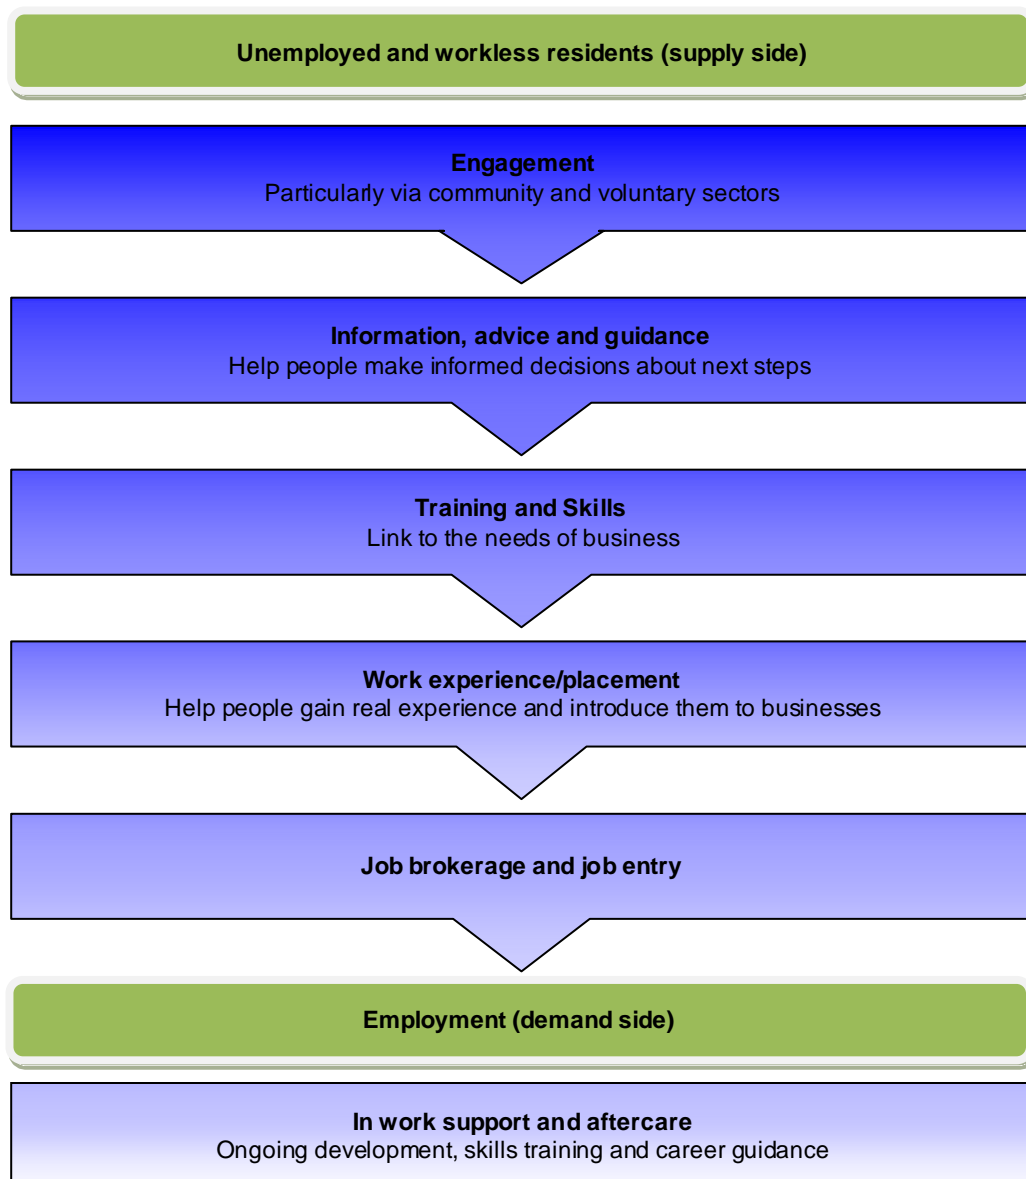 Unemployed and workless residents (supply side)
Engagement
Particularly via community and voluntary sectors
Information, advice and guidance
Help people make informed decisions about next steps
Training and Skills
Link to the needs of business
Work experience/placement
Help people gain real experience and introduce them to businesses
Job brokerage and job entry
Employment (demand side)
In work support and aftercare
Ongoing development, skills training and career guidance